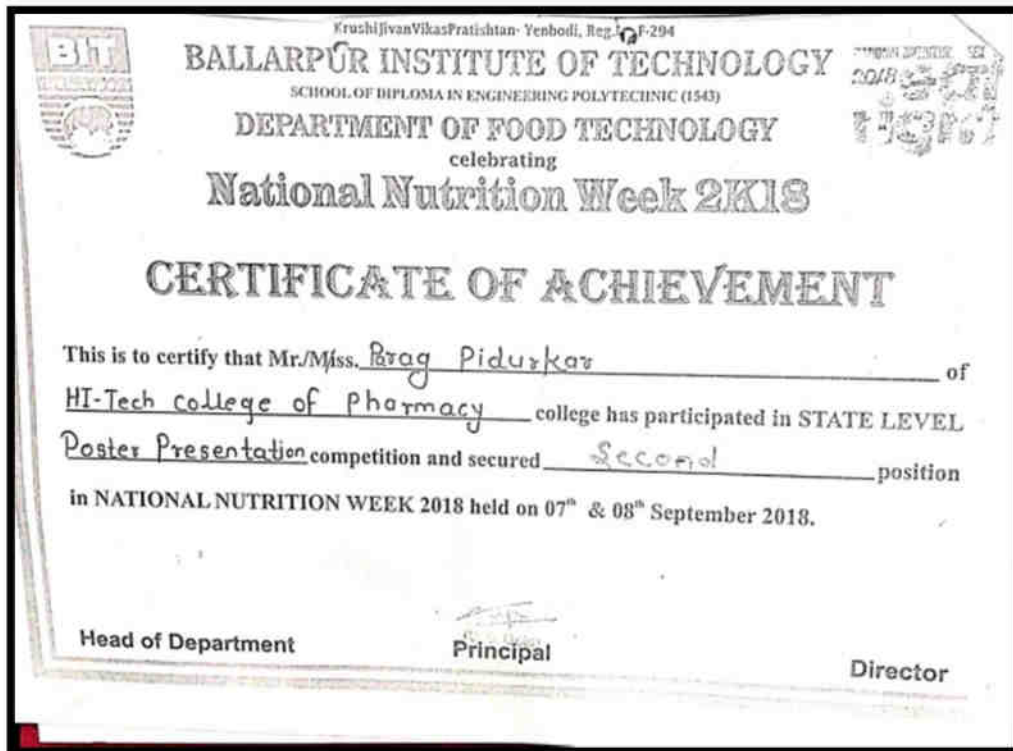 KrushiJivanVikasPratishtan- Yenbodi, Reg. F-294
BIT
BALLARPUR INSTITUTE OF TECHNOLOGY
2018
SCHOOL OF DIPLOMA IN ENGINEERING POLYTECHNIC (1543)
DEPARTMENT OF FOOD TECHNOLOGY
celebrating
National Nutrition Week 2K18
CERTIFICATE OF ACHIEVEMENT
This is to certify that Mr./Miss. Parag Pidurkar of
HI-Tech college of Pharmacy college has participated in STATE LEVEL
Poster Presentation competition and secured Second position
in NATIONAL NUTRITION WEEK 2018 held on 07th & 08th September 2018.
Head of Department
Principal
Director